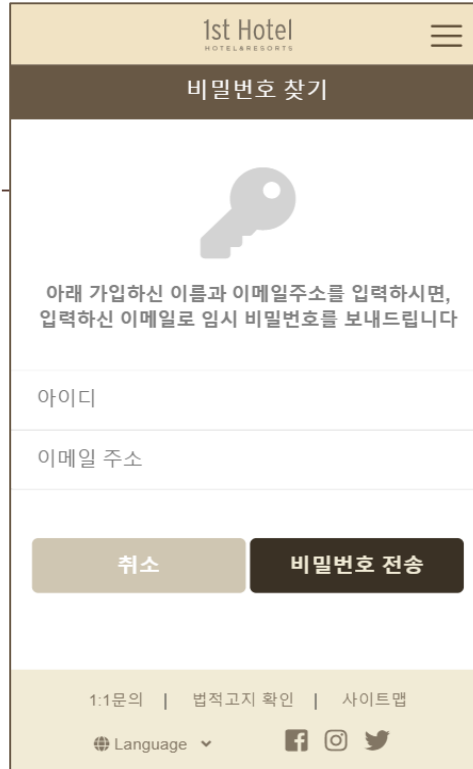 1st Hotel
HOTEL&RESORTS
비밀번호 찾기
아래 가입하신 이름과 이메일주소를 입력하시면,
입력하신 이메일로 임시 비밀번호를 보내드립니다
아이디
이메일 주소
취소 비밀번호 전송
1:1문의 | 법적고지 확인 | 사이트맵
Language